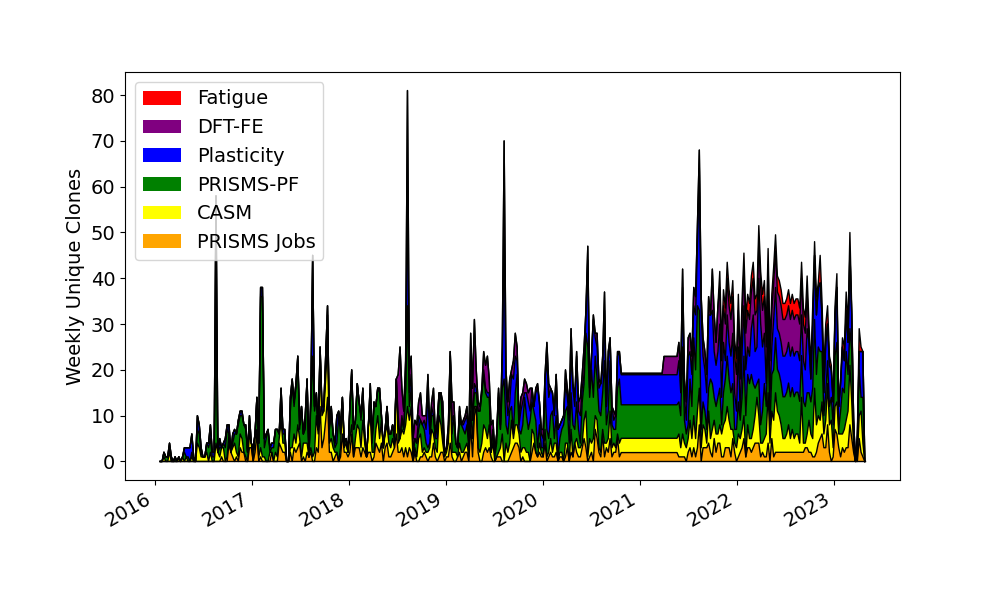 Weekly Unique Clones
80
70
60
50
40
30
20
10
0
Fatigue
DFT-FE
Plasticity
PRISMS-PF
CASM
PRISMS Jobs
2016
2017
2018
2019
2020
2021
2022
2023